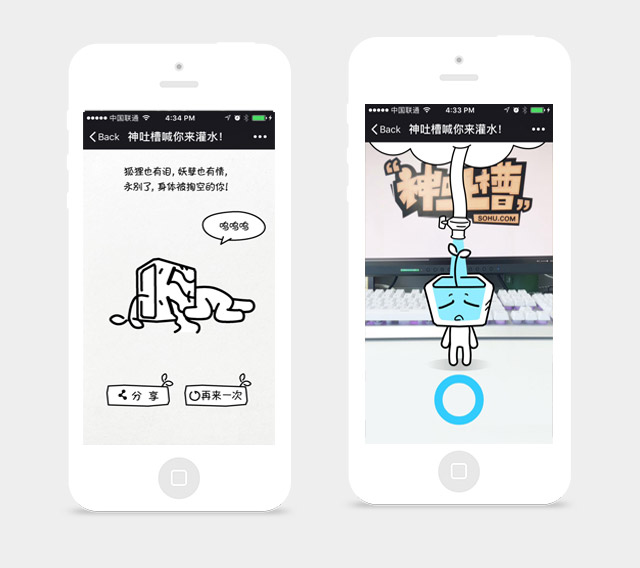 中国联通
4:34 PM
Back
神吐槽喊你来灌水!
狐狸也有泪,妖孽也有情,
永别了,身体被掏空的你!
呜呜呜
分享
再来一次
中国联通
4:33 PM
Back
神吐槽喊你来灌水!
“神吐槽”
SOHU.COM